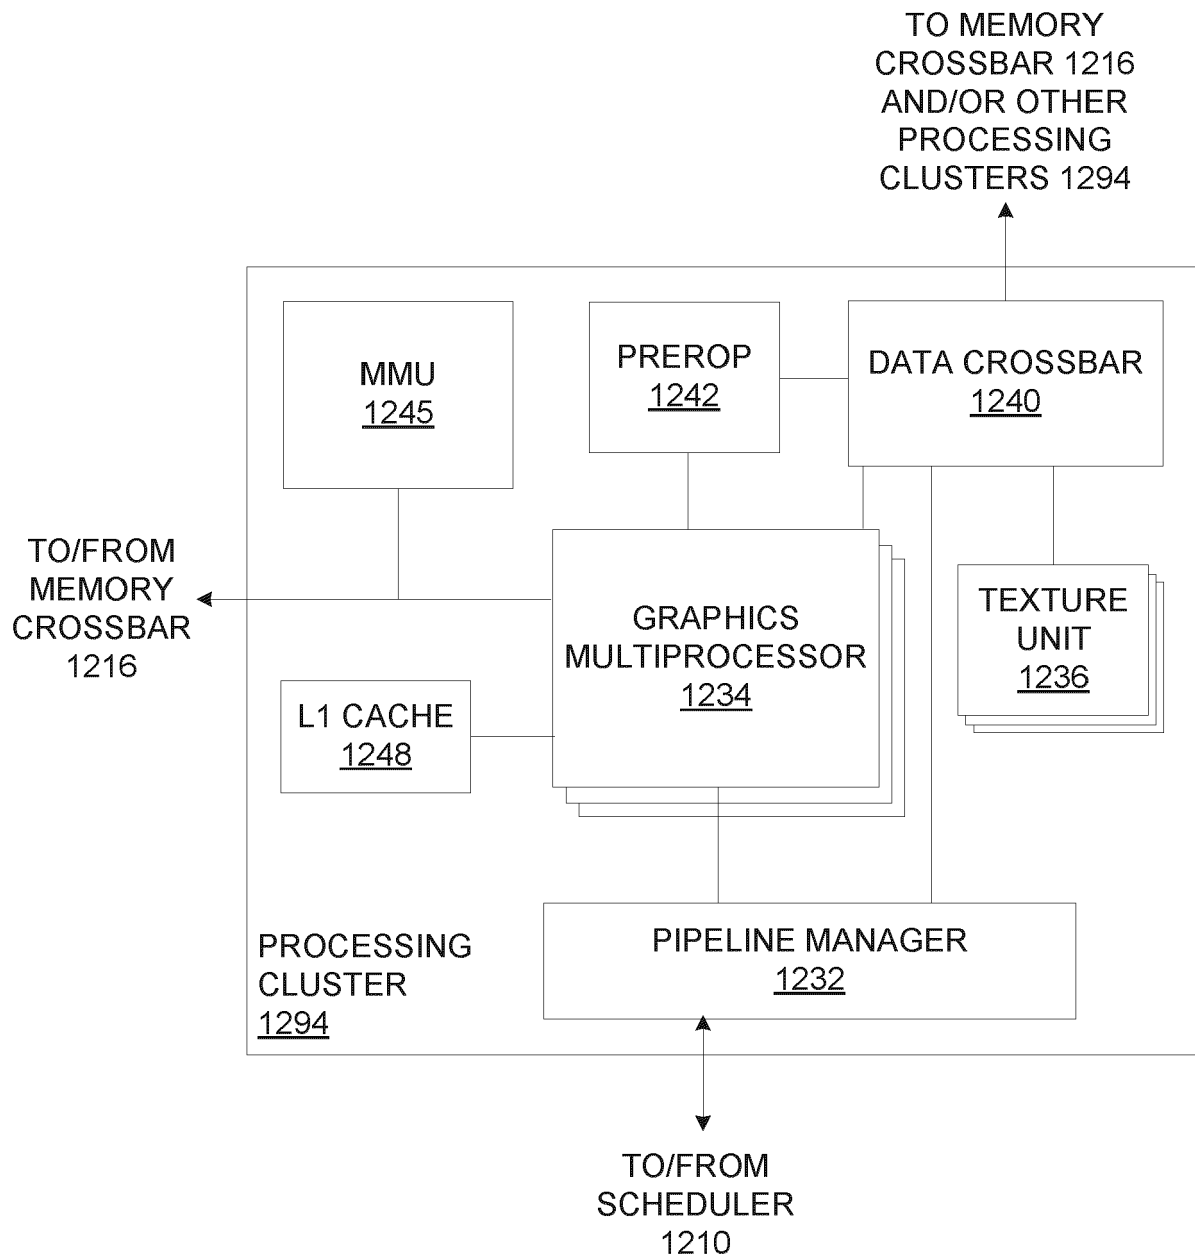 TO MEMORY
CROSSBAR 1216
AND/OR OTHER
PROCESSING
CLUSTERS 1294
MMU
1245
PREROP
1242
DATA CROSSBAR
1240
TO/FROM
MEMORY
CROSSBAR
1216
GRAPHICS
MULTIPROCESSOR
1234
TEXTURE
UNIT
1236
L1 CACHE
1248
PROCESSING
CLUSTER
1294
PIPELINE MANAGER
1232
TO/FROM
SCHEDULER
1210